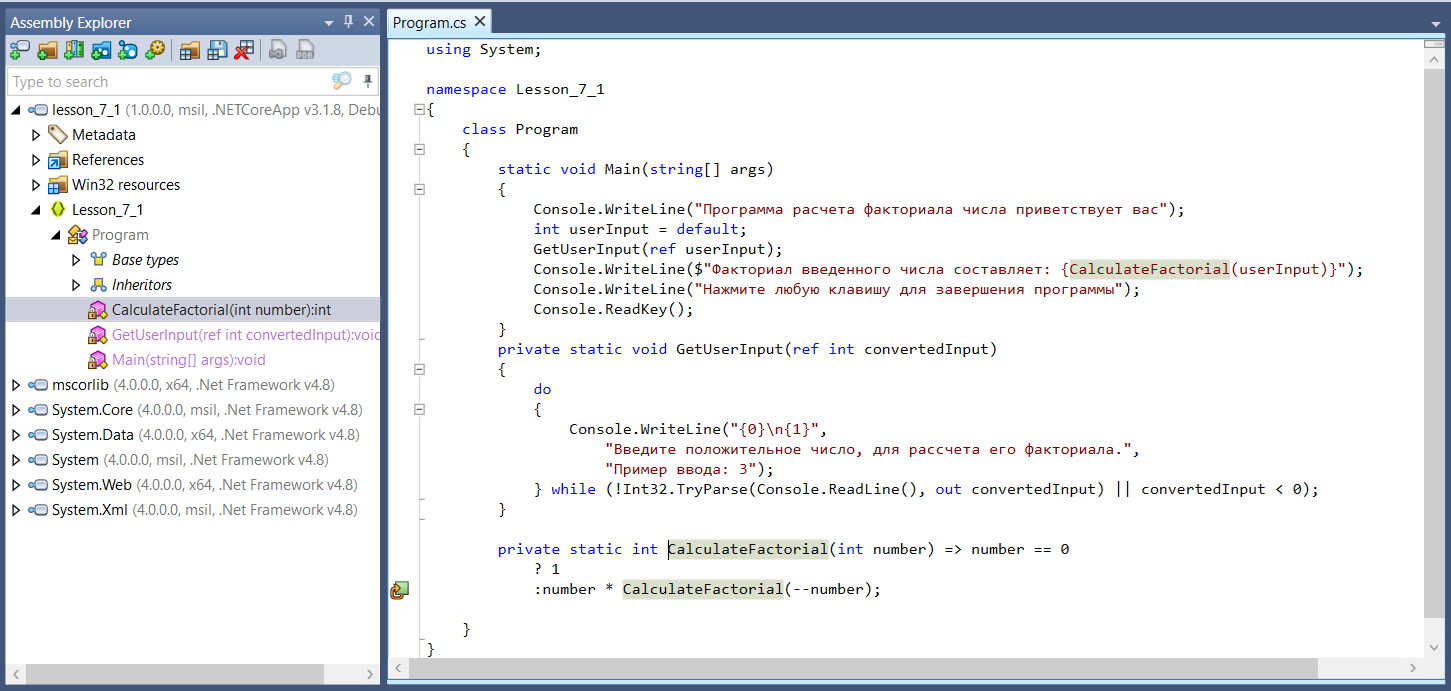 Assembly Explorer
Type to search
lesson_7_1 (1.0.0.0, msil, .NETCoreApp v3.1.8, Debu
Metadata
References
Win32 resources
Lesson_7_1
Program
Base types
Inheritors
CalculateFactorial(int number):int
GetUserInput(ref int convertedInput):void
Main(string[] args):void
mscorlib (4.0.0.0, x64, .Net Framework v4.8)
System.Core (4.0.0.0, msil, .Net Framework v4.8)
System.Data (4.0.0.0, x64, .Net Framework v4.8)
System (4.0.0.0, msil, .Net Framework v4.8)
System.Web (4.0.0.0, x64, .Net Framework v4.8)
System.Xml (4.0.0.0, msil, .Net Framework v4.8)
Program.cs
using System;
namespace Lesson_7_1
{
class Program
{
static void Main(string[] args)
{
Console.WriteLine("Программа расчета факториала числа приветствует вас");
int userInput = default;
GetUserInput(ref userInput);
Console.WriteLine($"Факториал введенного числа составляет: {CalculateFactorial(userInput)}");
Console.WriteLine("Нажмите любую клавишу для завершения программы");
Console.ReadKey();
}
private static void GetUserInput(ref int convertedInput)
{
do
{
Console.WriteLine("{0}\n{1}",
"Введите положительное число, для рассчета его факториала.",
"Пример ввода: 3");
} while (!Int32.TryParse(Console.ReadLine(), out convertedInput) || convertedInput < 0);
}
private static int CalculateFactorial(int number) => number == 0
? 1
:number * CalculateFactorial(--number);
}
}